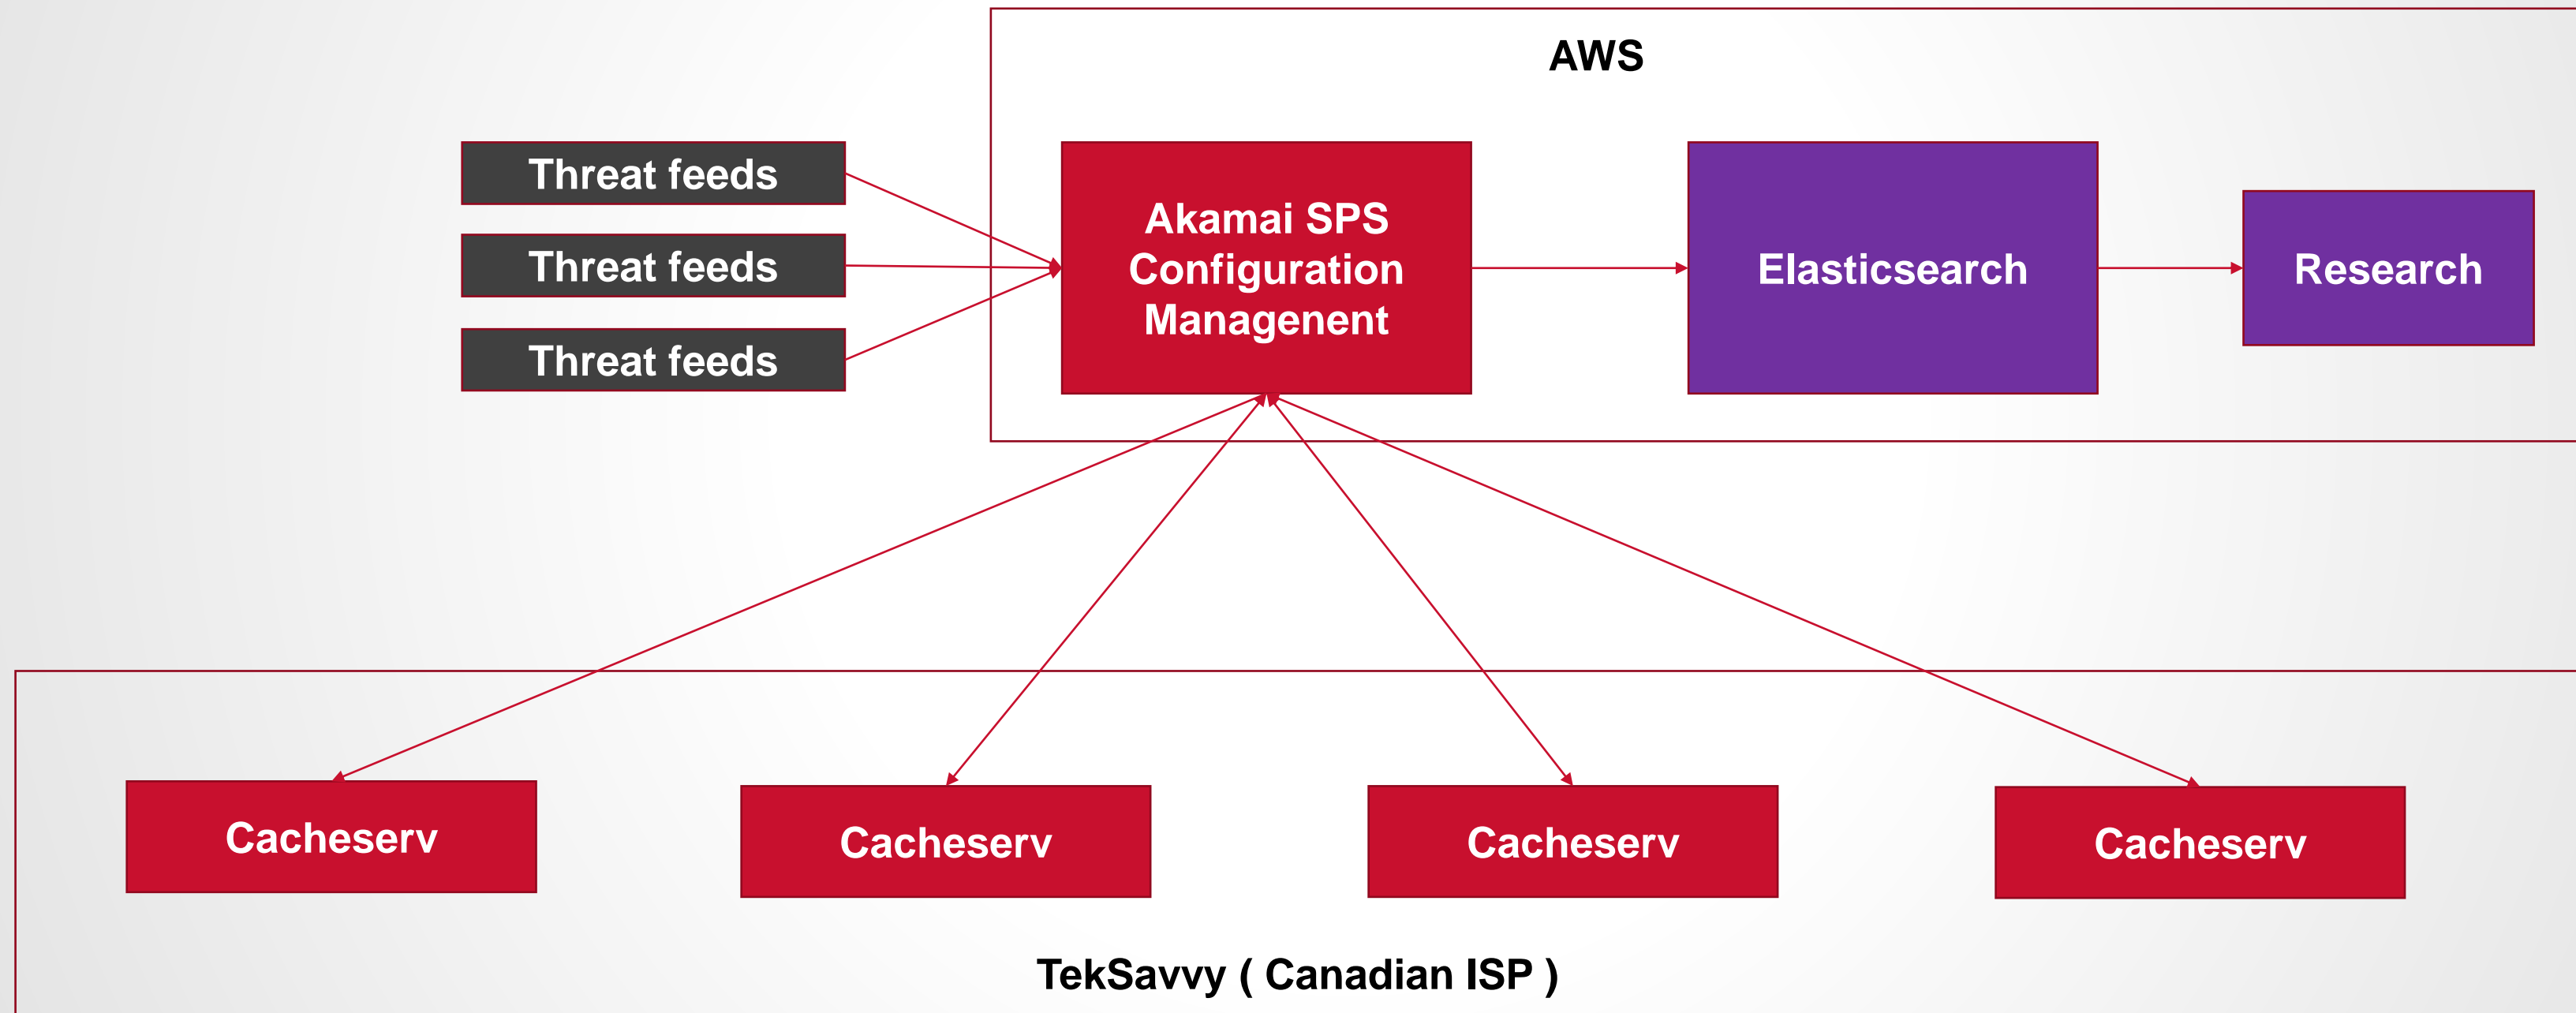 AWS
Threat feeds
Threat feeds
Threat feeds
Akamai SPS
Configuration
Managenent
Elasticsearch
Research
Cacheserv
Cacheserv
Cacheserv
Cacheserv
TekSavvy ( Canadian ISP )